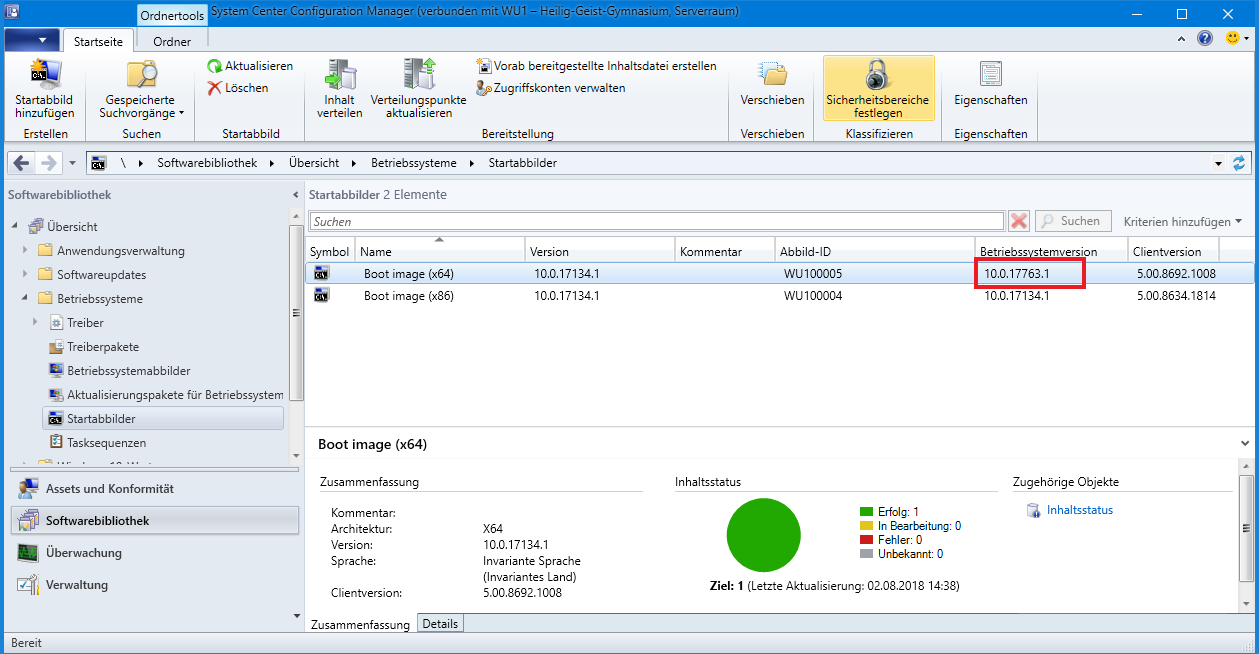 Ordnertools
System Center Configuration Manager (verbunden mit WU1 – Heilig-Geist-Gymnasium, Serverraum)
Startseite
Ordner
Startabbild
hinzufügen
Erstellen
Gespeicherte
Suchvorgänge
Suchen
Aktualisieren
Löschen
Startabbild
Inhalt
verteilen
Verteilungspunkte
aktualisieren
Vorab bereitgestellte Inhaltsdatei erstellen
Zugriffskonten verwalten
Bereitstellung
Verschieben
Verschieben
Sicherheitsbereiche
festlegen
Klassifizieren
Eigenschaften
Eigenschaften
\ Softwarebibliothek Übersicht Betriebssysteme Startabbilder
Softwarebibliothek
Übersicht
Anwendungsverwaltung
Softwareupdates
Betriebssysteme
Treiber
Treiberpakete
Betriebssystemabbilder
Aktualisierungspakete für Betriebssystem
Startabbilder
Tasksequenzen
Assets und Konformität
Softwarebibliothek
Überwachung
Verwaltung
Startabbilder 2 Elemente
Suchen
Suchen
Kriterien hinzufügen
Symbol Name Version Kommentar Abbild-ID Betriebssystemversion Clientversion
Boot image (x64) 10.0.17134.1 WU100005 10.0.17763.1 5.00.8692.1008
Boot image (x86) 10.0.17134.1 WU100004 10.0.17134.1 5.00.8634.1814
Boot image (x64)
Zusammenfassung
Kommentar:
Architektur: X64
Version: 10.0.17134.1
Sprache: Invariante Sprache
(Invariantes Land)
Clientversion: 5.00.8692.1008
Inhaltsstatus
Erfolg: 1
In Bearbeitung: 0
Fehler: 0
Unbekannt: 0
Ziel: 1 (Letzte Aktualisierung: 02.08.2018 14:38)
Zugehörige Objekte
Inhaltsstatus
Zusammenfassung Details
Bereit